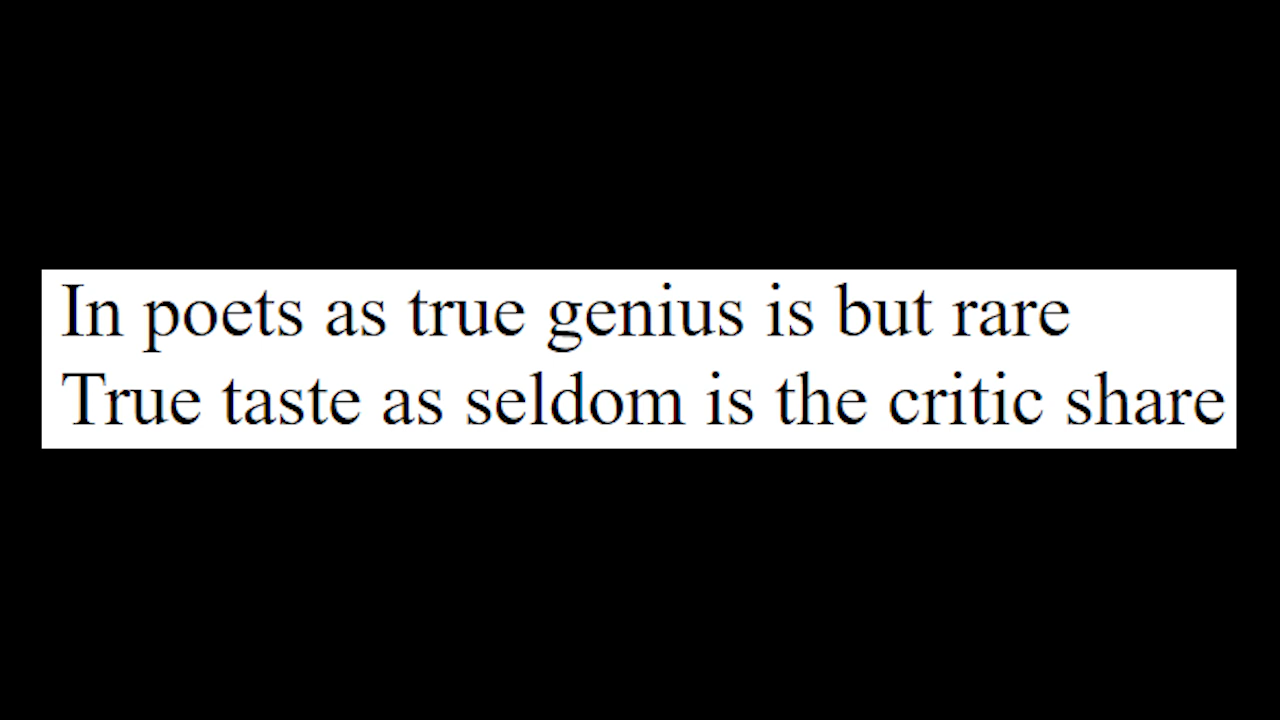 In poets as true genius is but rare
True taste as seldom is the critic share